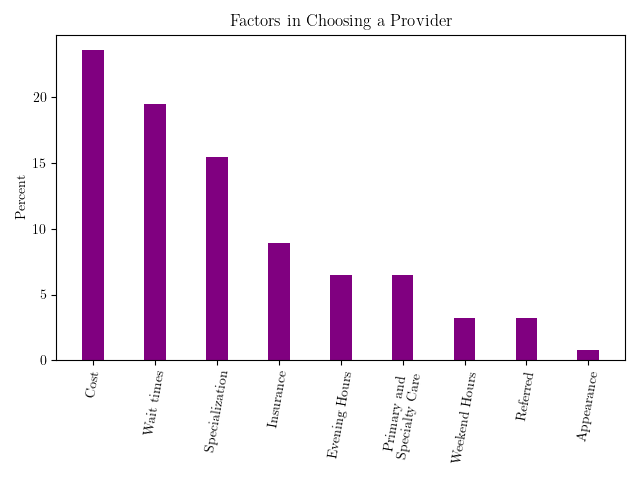 Factors in Choosing a Provider
Percent
20
15
10
5
0
Cost
Wait times
Specialization
Insurance
Evening Hours
Primary and
Specialty Care
Weekend Hours
Referred
Appearance